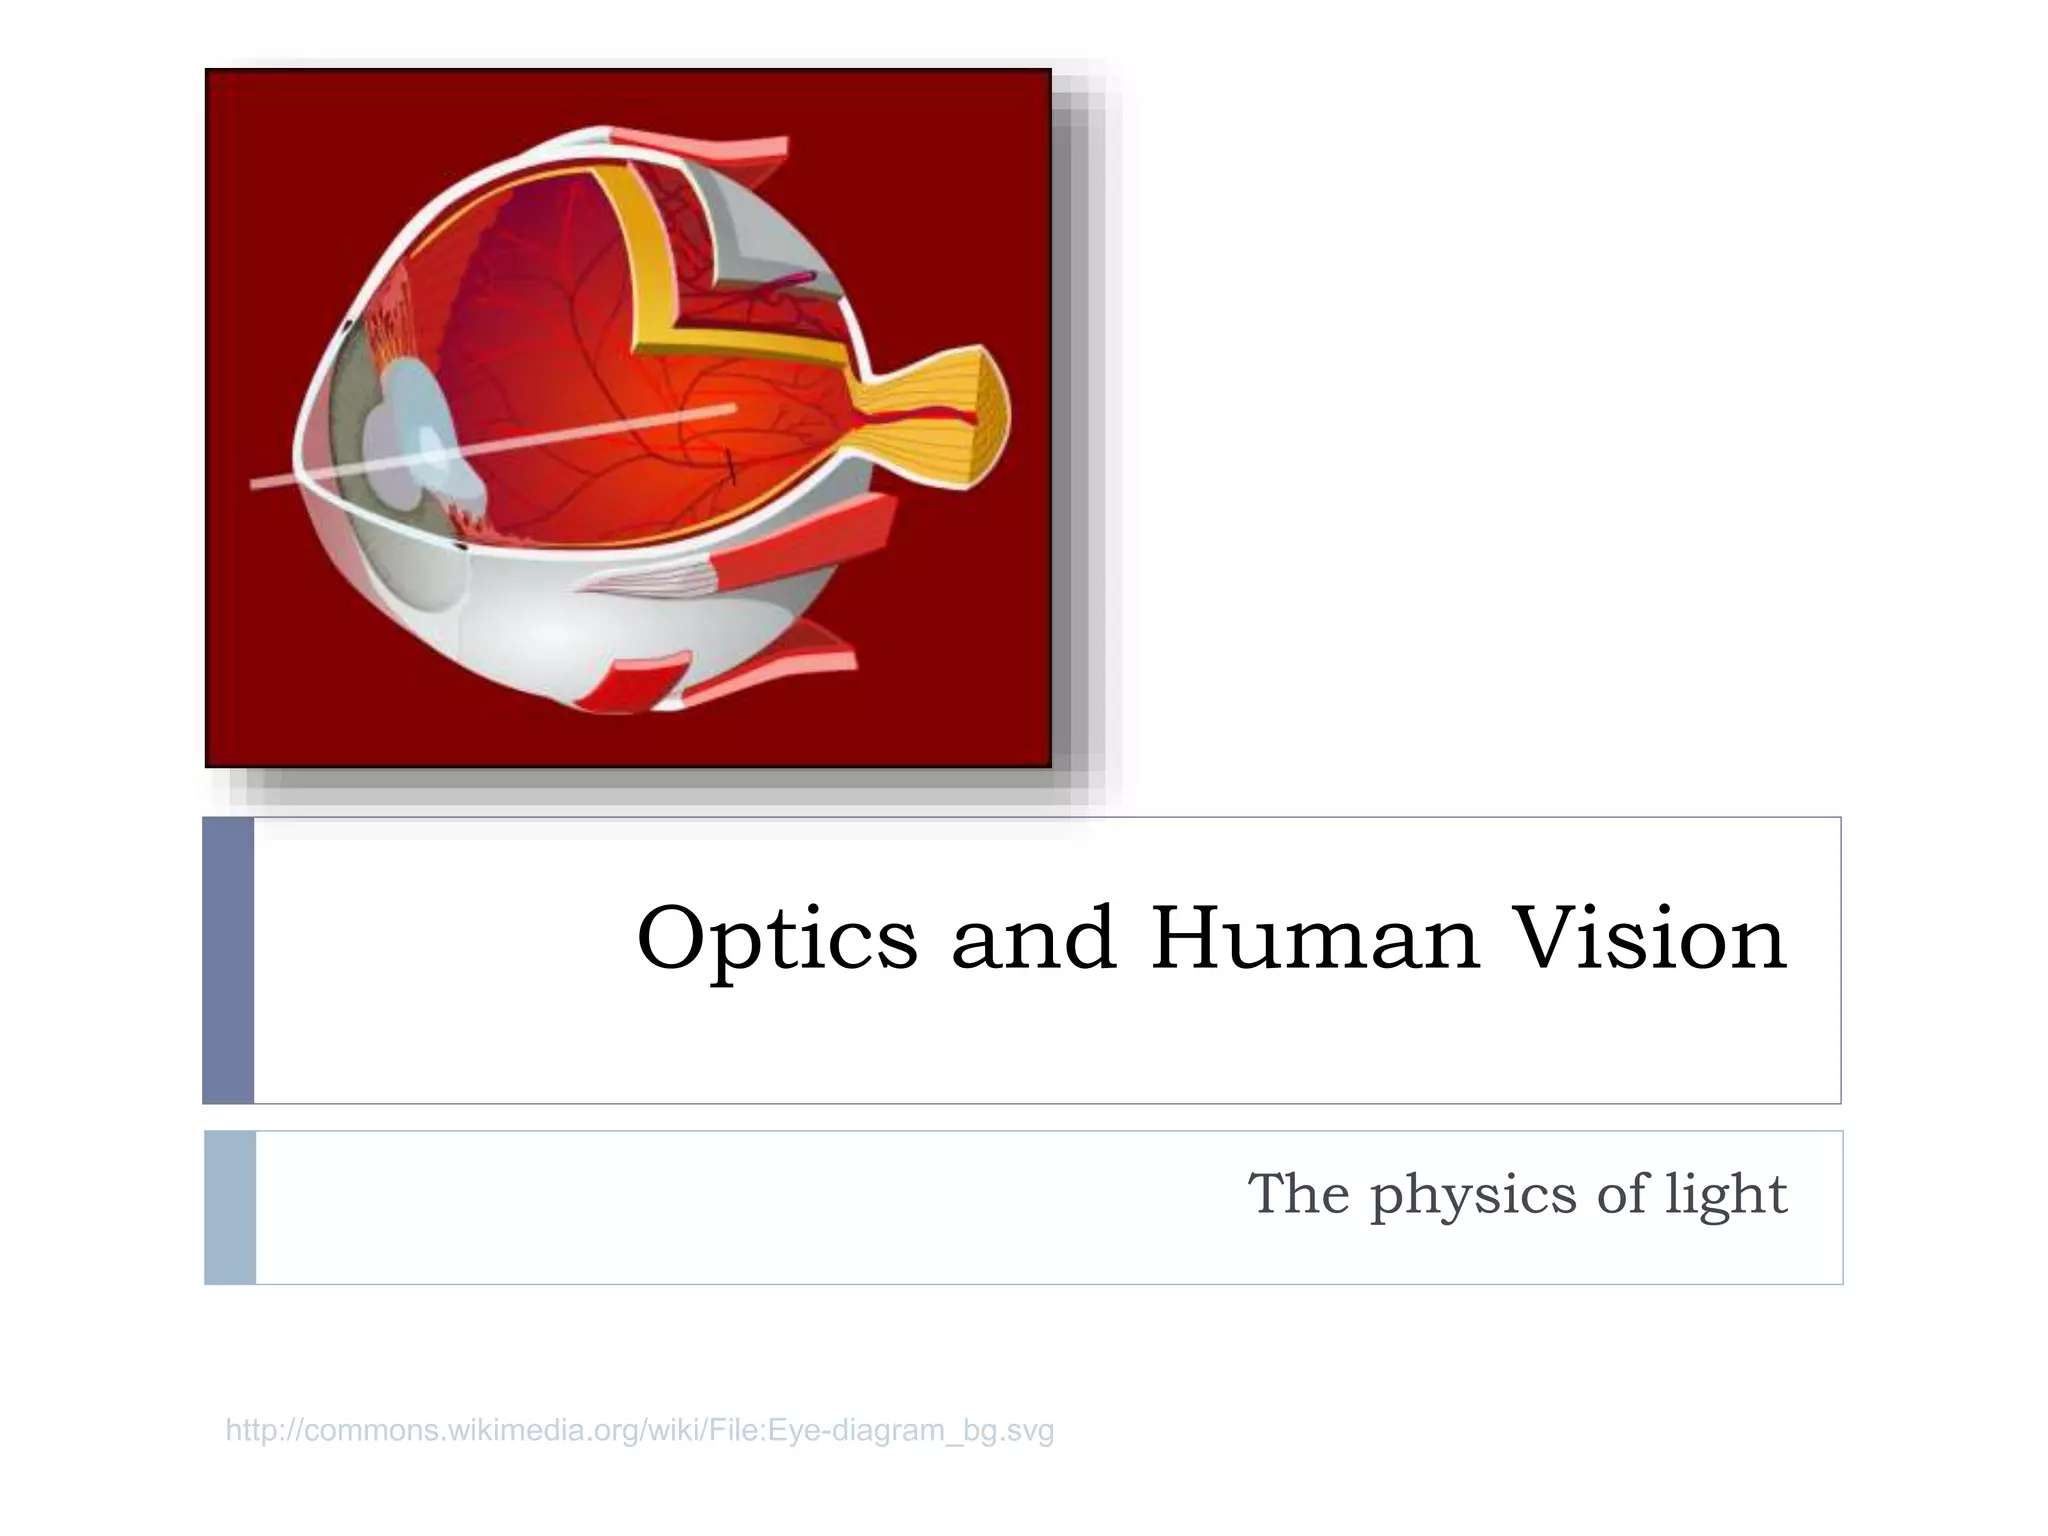 Optics and Human Vision
The physics of light
http://commons.wikimedia.org/wiki/File:Eye-diagram_bg.svg